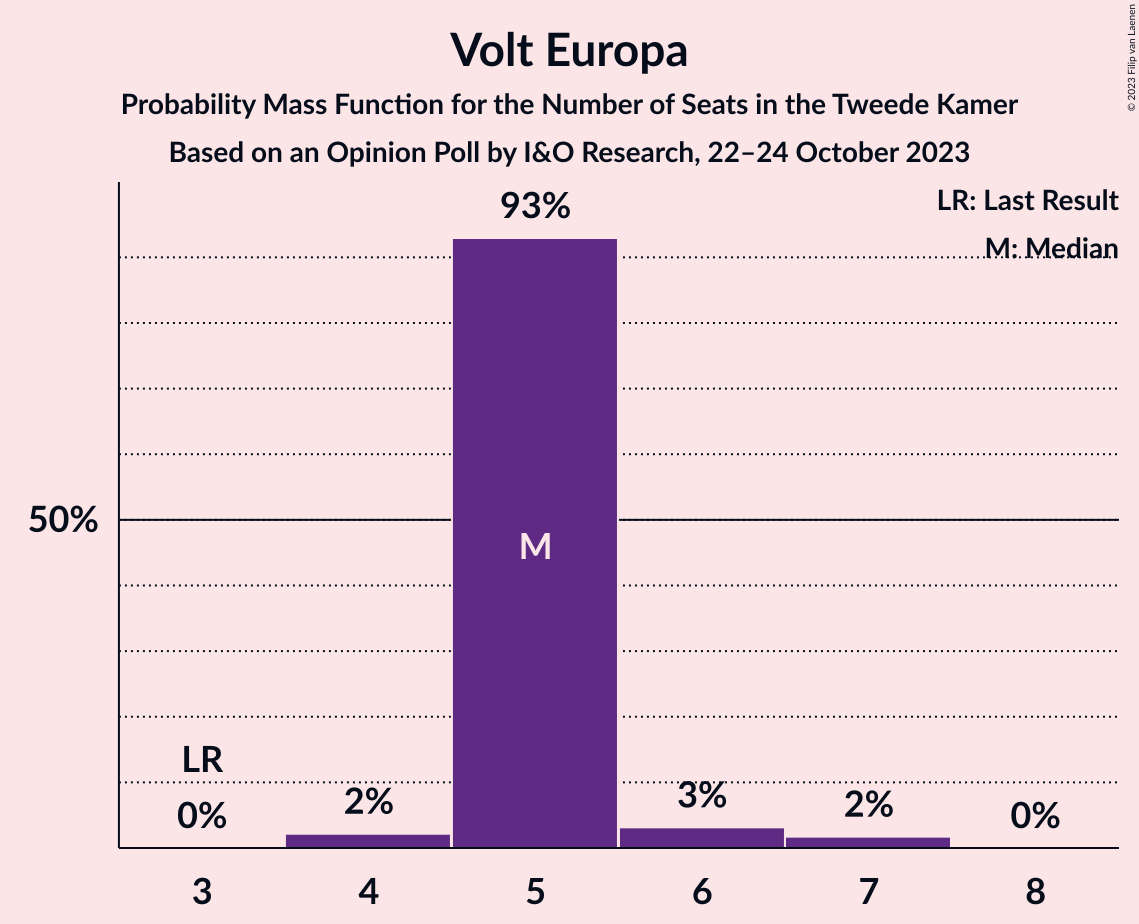 Volt Europa
Probability Mass Function for the Number of Seats in the Tweede Kamer
Based on an Opinion Poll by I&O Research, 22–24 October 2023
© 2023 Filip van Laenen
LR: Last Result
M: Median
93%
50%
M
LR
0%
2%
3%
2%
0%
3
4
5
6
7
8